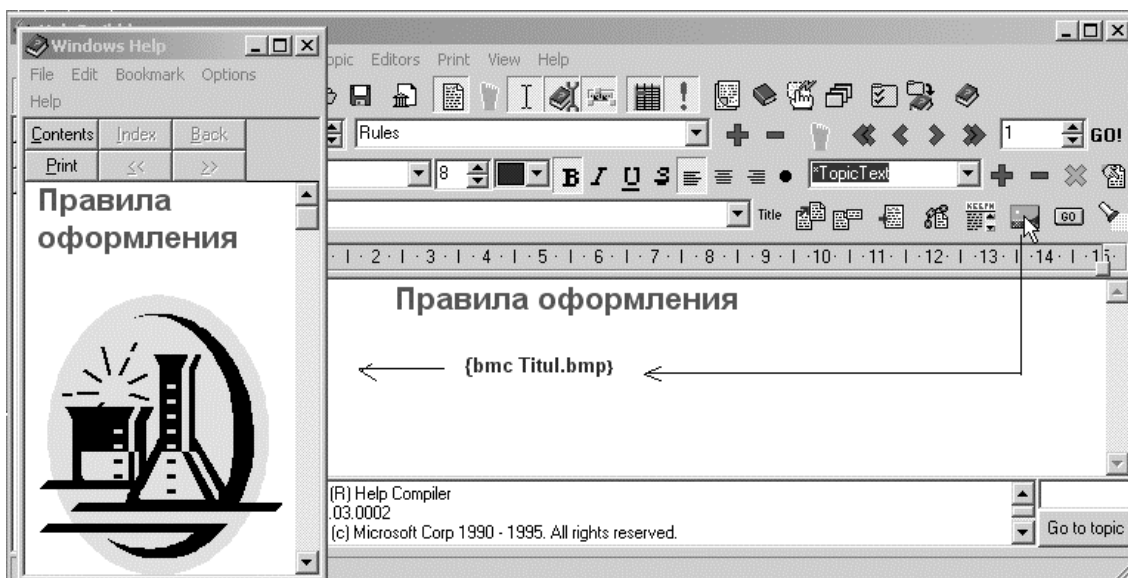 Windows Help
File Edit Bookmark Options
Help
Contents Index Back
Print << >>
Правила
оформления
opic Editors Print View Help
Rules
1
GO!
8
B I U S
*TopicText
Title
KEEPN
GO
1 · 2 · 1 · 3 · 1 · 4 · 1 · 5 · 1 · 6 · 1 · 7 · 1 · 8 · 1 · 9 · 1 · 10 · 1 · 11 · 1 · 12 · 1 · 13 · 1 · 14 · 1 · 15
Правила оформления
{bmc Titul.bmp}
(R) Help Compiler
.03.0002
(c) Microsoft Corp 1990 - 1995. All rights reserved.
Go to topic